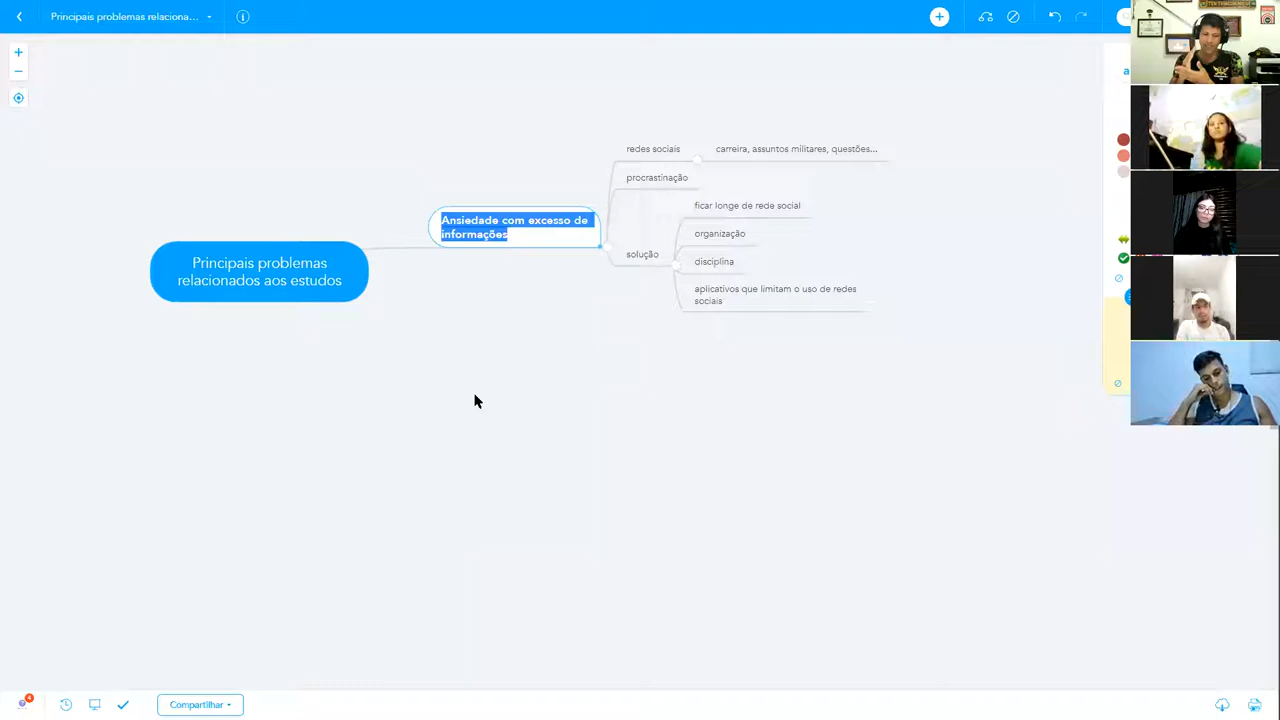 Principais problemas relaciona...
redes sociais
carreira, assuntos militares, questões...
procrastinação
Ansiedade com excesso de
informações
ficar longe de rede social
organização
solução
disciplina
aplicativos que limitam o uso de redes
sociais
Principais problemas
relacionados aos estudos
4
Compartilhar